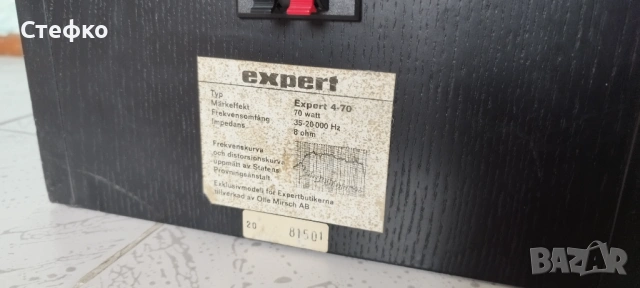 Стефко
expert
Typ Expert 4-70
Märkeffekt 70 watt
Frekvensomfång 35-20 000 Hz
Impedans 8 ohm
Frekvenskurva
och distorsionskurva
uppmätt av Statens
Provningsanstalt
Exklusivmodell för Expertbutikerna
tillverkad av Olle Mirsch AB
20 81501
BAZAR